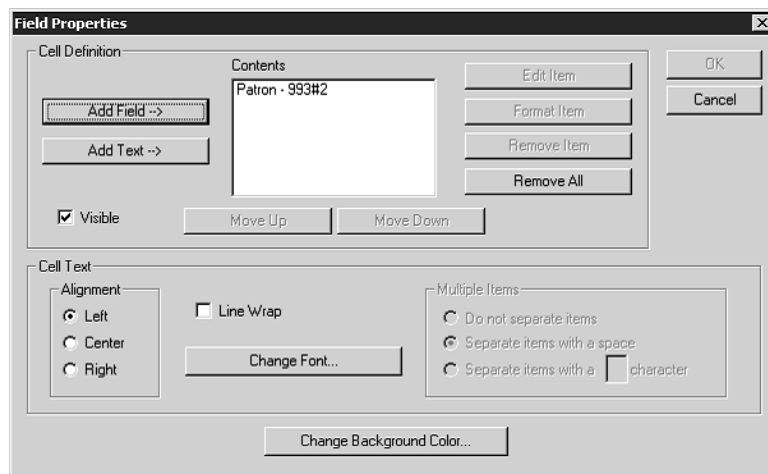 Field Properties
Cell Definition
Contents
Patron - 993#2
Add Field -->
Add Text -->
Edit Item
Format Item
Remove Item
Remove All
OK
Cancel
Visible
Move Up
Move Down
Cell Text
Alignment
Left
Center
Right
Line Wrap
Change Font...
Multiple Items
Do not separate items
Separate items with a space
Separate items with a character
Change Background Color...